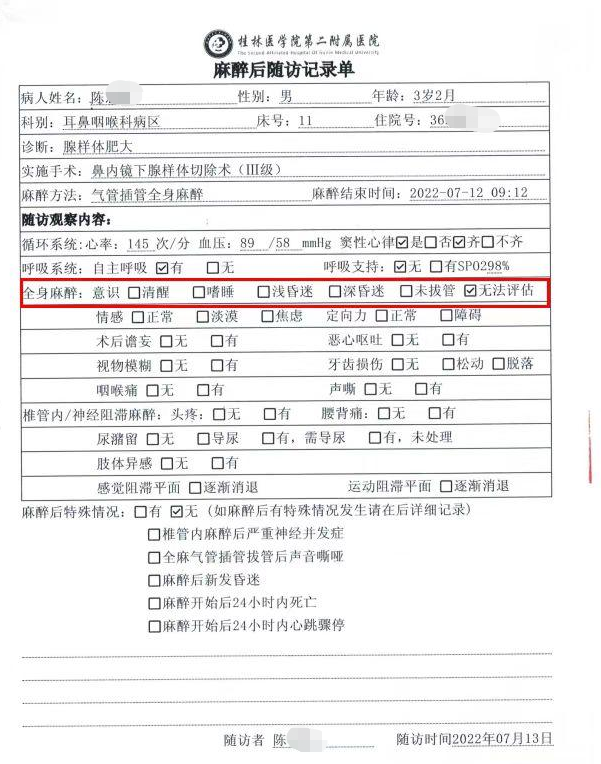 桂林医学院第二附属医院
The Second Affiliated Hospital of Guilin Medical University
麻醉后随访记录单
病人姓名：陈 性别：男 年龄：3岁2月
科别：耳鼻咽喉科病区 床号：11 住院号：36
诊断：腺样体肥大
实施手术：鼻内镜下腺样体切除术（Ⅲ级）
麻醉方法：气管插管全身麻醉 麻醉结束时间：2022-07-12 09:12
随访观察内容：
循环系统：心率：145 次/分 血压：89 /58 mmHg 窦性心律☑是☐否☑齐☐不齐
呼吸系统：自主呼吸☑有 ☐无 呼吸支持：☑无 ☐有SPO298%
全身麻醉：意识 ☐清醒 ☐嗜睡 ☐浅昏迷 ☐深昏迷 ☐未拔管 ☑无法评估
情感 ☐正常 ☐淡漠 ☐焦虑 定向力 ☐正常 ☐障碍
术后谵妄 ☐无 ☐有 恶心呕吐 ☐无 ☐有
视物模糊 ☐无 ☐有 牙齿损伤 ☐无 ☐松动 ☐脱落
咽喉痛 ☐无 ☐有 声嘶 ☐无 ☐有
椎管内/神经阻滞麻醉：头疼：☐无 ☐有 腰背痛：☐无 ☐有
尿潴留 ☐无 ☐导尿 ☐有，需导尿 ☐有，未处理
肢体异感 ☐无 ☐有
感觉阻滞平面 ☐逐渐消退 运动阻滞平面 ☐逐渐消退
麻醉后特殊情况：☐有 ☑无（如麻醉后有特殊情况发生请在后详细记录）
☐椎管内麻醉后严重神经并发症
☐全麻气管插管拔管后声音嘶哑
☐麻醉后新发昏迷
☐麻醉开始后24小时内死亡
☐麻醉开始后24小时内心跳骤停
随访者 陈 随访时间2022年07月13日